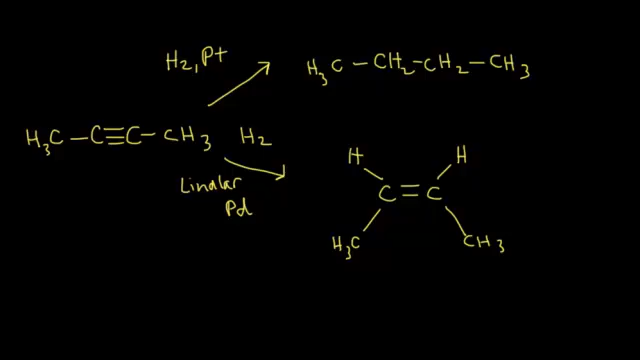 H2, Pt
H3C-CH2-CH2-CH3
H3C-C≡C-CH3 H2
Lindlar
Pd
H H
C=C
H3C CH3